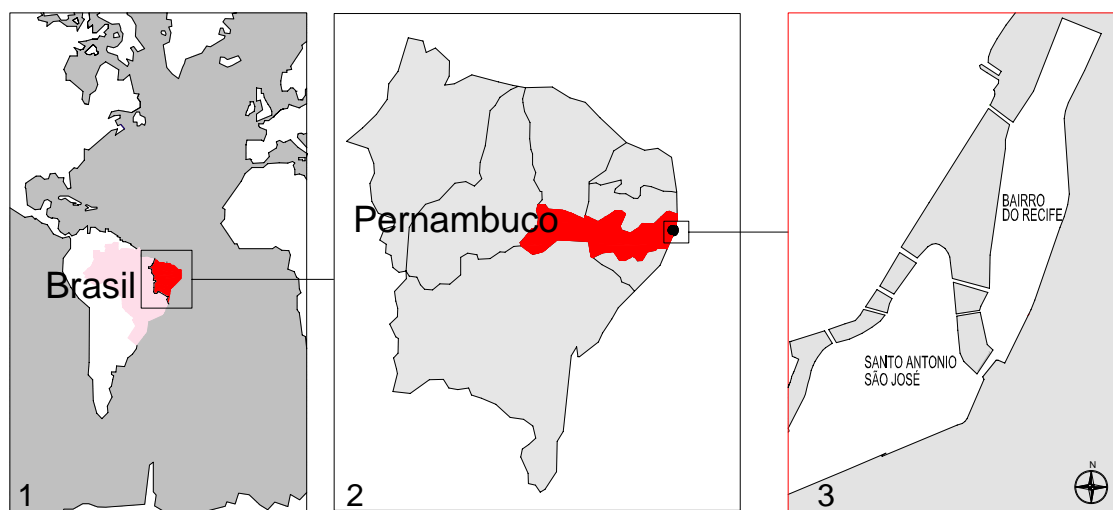 Brasil
1
Pernambuco
2
BAIRRO
DO RECIFE
SANTO ANTONIO
SÃO JOSÉ
N
3